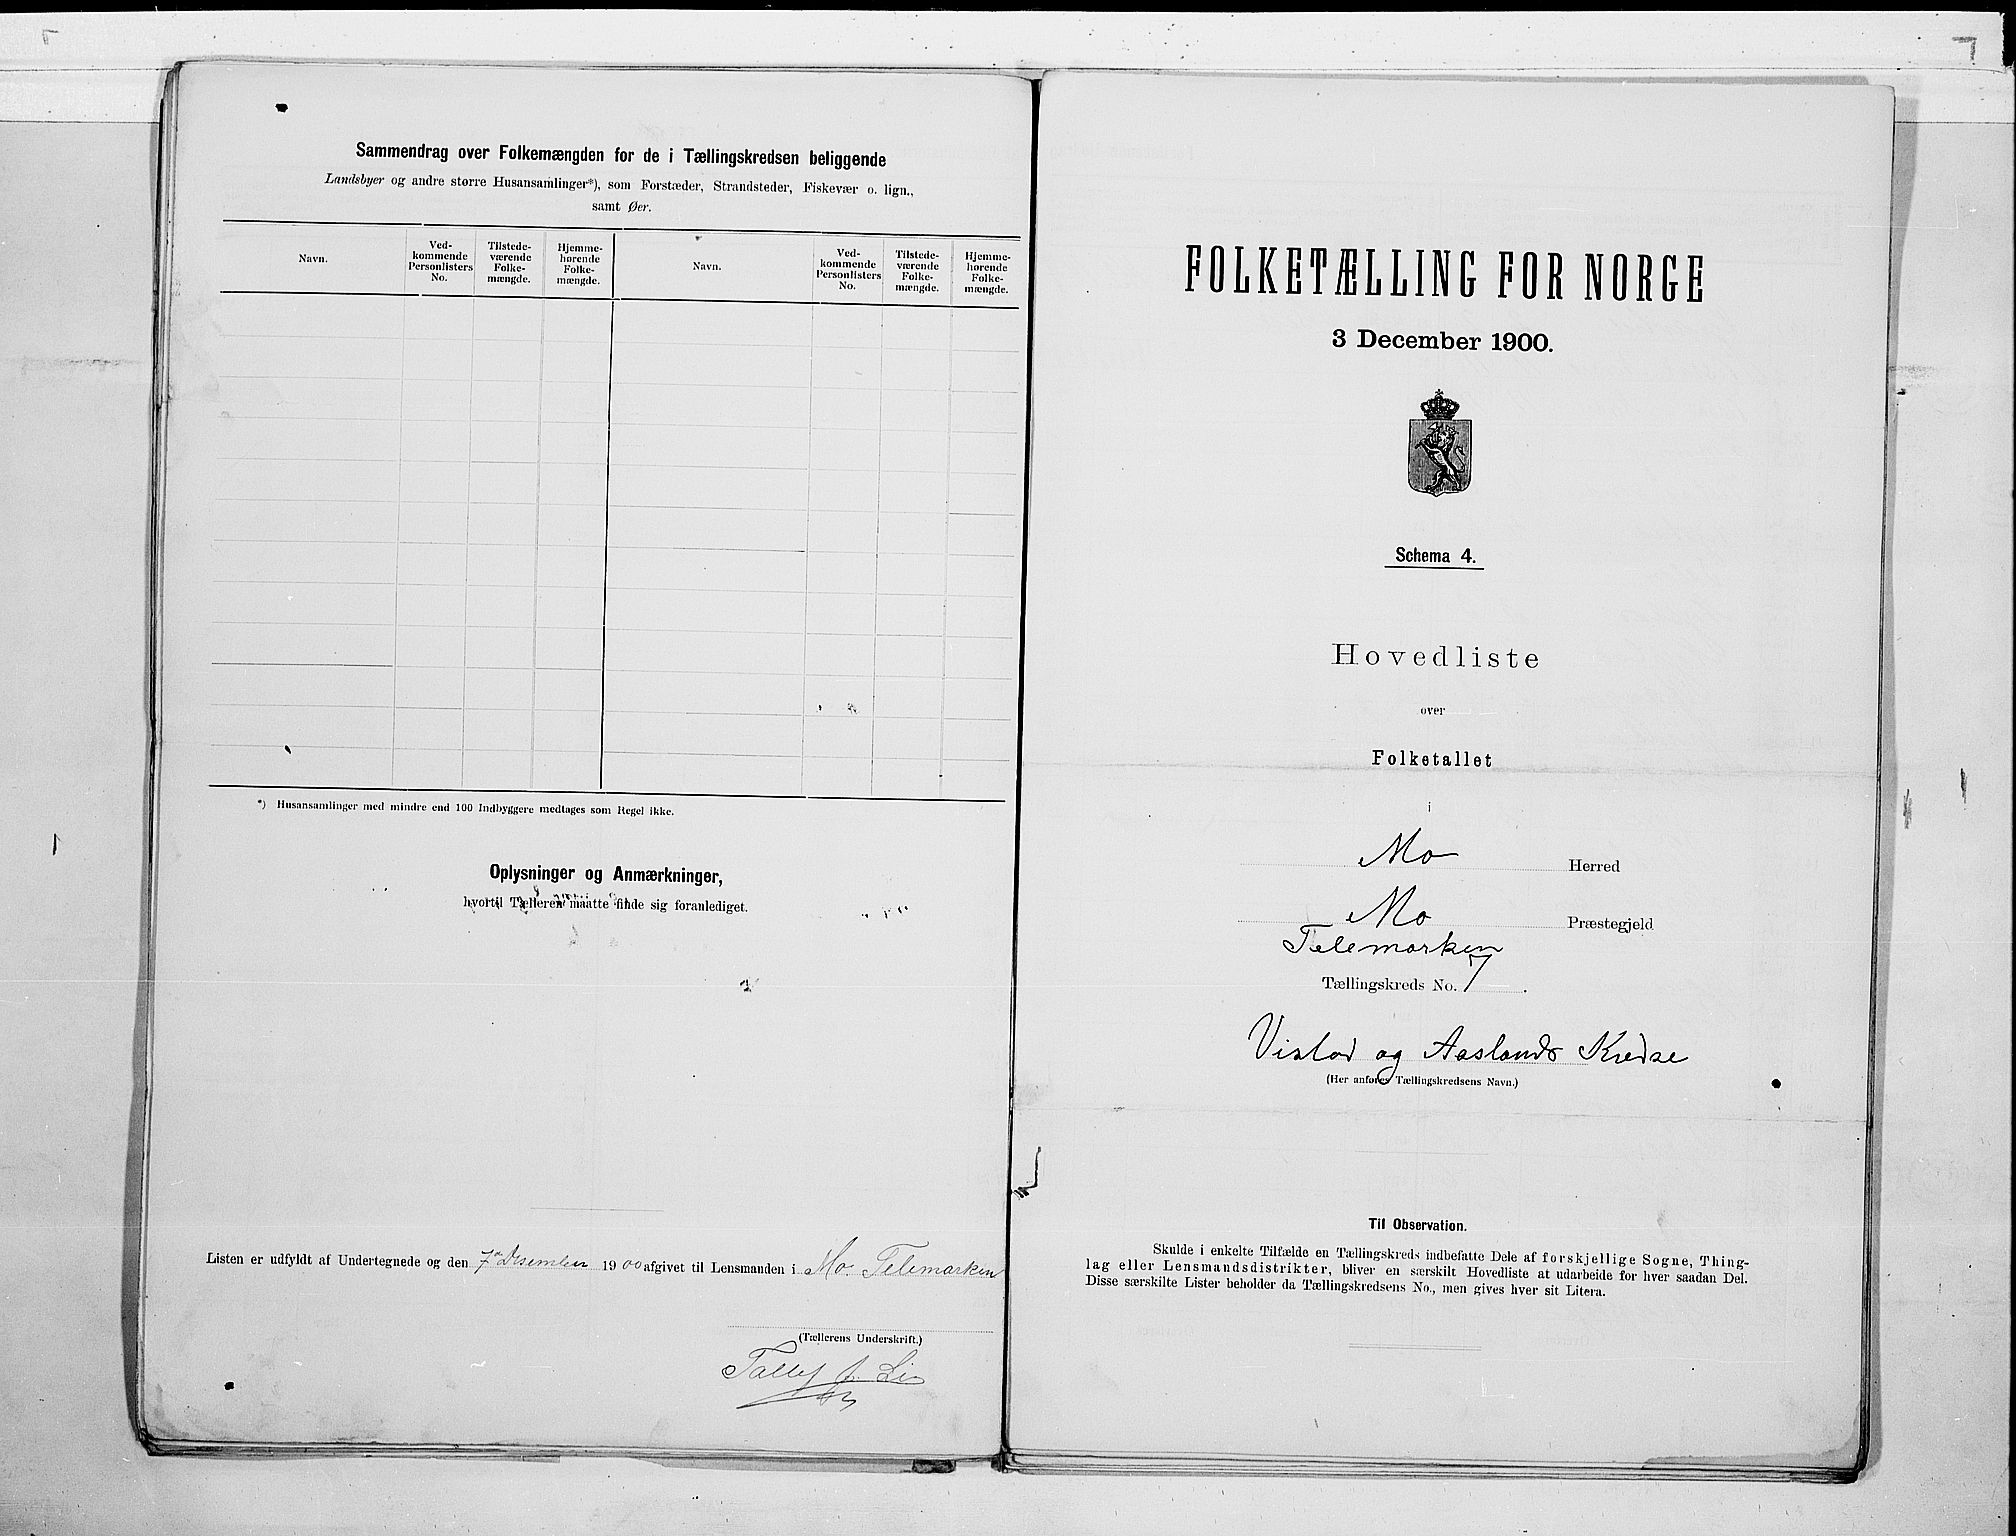 Sammendrag over Folkemængden for de i Tællingskredsen beliggende
Landsbyer og andre større Husansamlinger*), som Forstæder, Strandsteder, Fiskevær o. lign.,
samt Øer.
Navn.
Ved-
kommende
Personlisters
No.
Tilstede-
værende
Folke-
mængde.
Hjemme-
hørende
Folke-
mængde.
Navn.
Ved-
kommende
Personlisters
No.
Tilstede-
værende
Folke-
mængde.
Hjemme-
hørende
Folke-
mængde.
*) Husansamlinger med mindre end 100 Indbyggere medtages som Regel ikke.
Oplysninger og Anmærkninger,
hvortil Tælleren maatte finde sig foranlediget.
Listen er udfyldt af Undertegnede og den 7de Desember 1900 afgivet til Lensmanden i Mo. Telemarken
(Tællerens Underskrift.)
Tallef Li
FOLKETÆLLING FOR NORGE
3 December 1900.
Schema 4.
Hovedliste
over
Folketallet
i
Mo Herred
Mo Præstegjeld
Telemarken
Tællingskreds No. 7.
Vistad og Aaslands Kredse
(Her anføres Tællingskredsens Navn.)
Til Observation.
Skulde i enkelte Tilfælde en Tællingskreds indbefatte Dele af forskjellige Sogne, Thing-
lag eller Lensmandsdistrikter, bliver en særskilt Hovedliste at udarbeide for hver saadan Del.
Disse særskilte Lister beholder da Tællingskredsens No., men gives hver sit Litera.